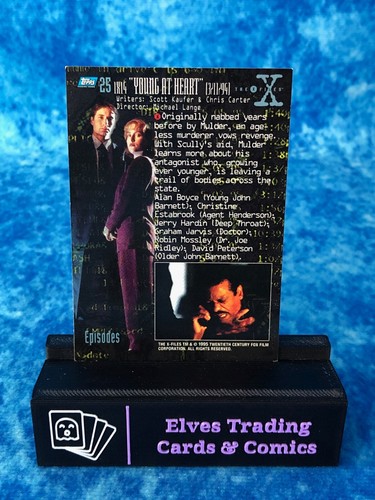 Topps
25
1X15 "YOUNG AT HEART" (2/11/94)
THE X FILES
X
Writers: Scott Kaufer & Chris Carter
Director: Michael Lange
Originally nabbed years
before by Mulder, an age-
less murderer vows revenge.
With Scully's aid, Mulder
learns more about his
antagonist who, growing
ever younger, is leaving a
trail of bodies across the
state.
Alan Boyce (Young John
Barnett); Christine
Estabrook (Agent Henderson);
Jerry Hardin (Deep Throat);
Graham Jarvis (Doctor);
Robin Mossley (Dr. Joe
Ridley); David Peterson
(Older John Barnett).
Episodes
THE X-FILES TM & © 1995 TWENTIETH CENTURY FOX FILM
CORPORATION. ALL RIGHTS RESERVED.
Elves Trading
Cards & Comics